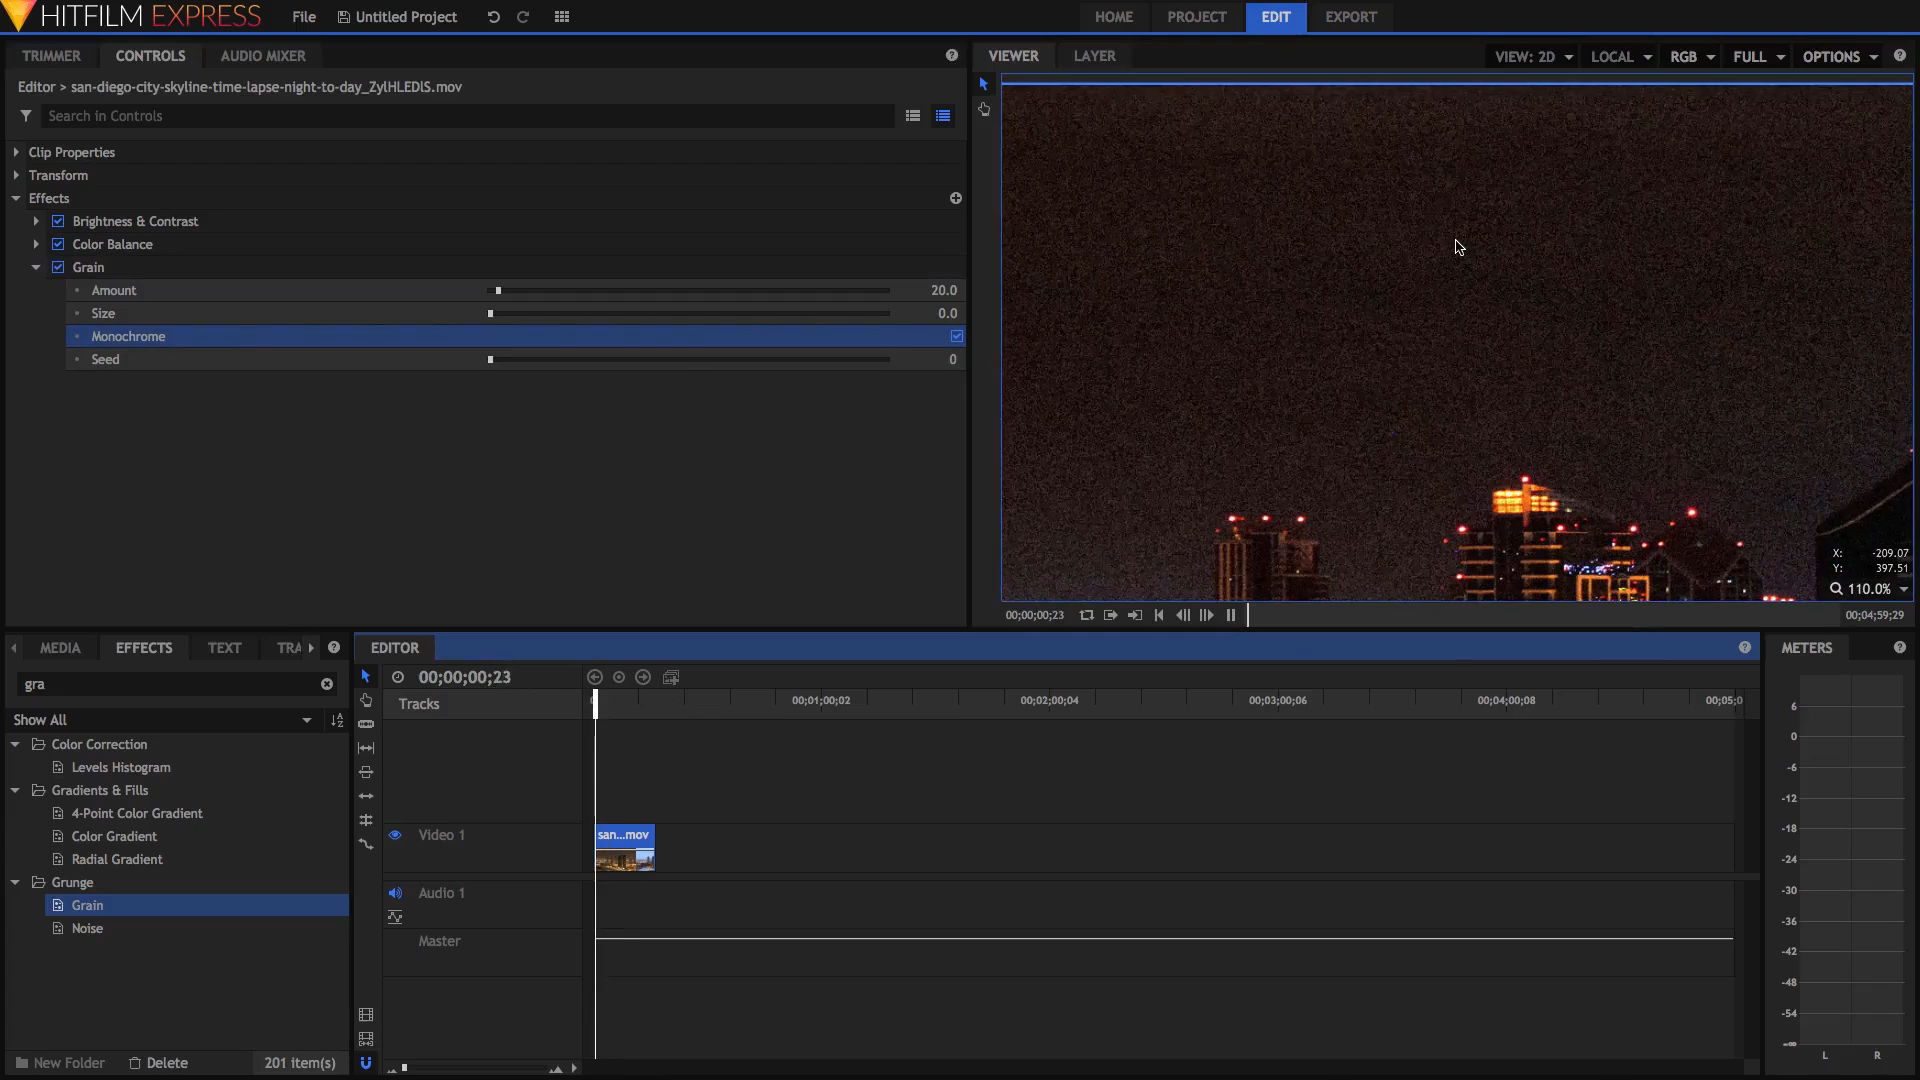 HITFILM EXPRESS
File
Untitled Project
HOME
PROJECT
EDIT
EXPORT
TRIMMER
CONTROLS
AUDIO MIXER
Editor > san-diego-city-skyline-time-lapse-night-to-day_ZylHLEDlS.mov
Search in Controls
Clip Properties
Transform
Effects
Brightness & Contrast
Color Balance
Grain
Amount 20.0
Size 0.0
Monochrome
Seed 0
VIEWER
LAYER
VIEW: 2D
LOCAL
RGB
FULL
OPTIONS
X: -209.07
Y: 397.51
110.0%
00;00;00;23
00;04;59;29
MEDIA
EFFECTS
TEXT
TRA
gra
Show All
Color Correction
Levels Histogram
Gradients & Fills
4-Point Color Gradient
Color Gradient
Radial Gradient
Grunge
Grain
Noise
New Folder
Delete
201 item(s)
EDITOR
00;00;00;23
Tracks
00;01;00;02
00;02;00;04
00;03;00;06
00;04;00;08
00;05;0
Video 1
san...mov
Audio 1
Master
METERS
6
0
-6
-12
-18
-24
-30
-36
-42
-48
-54
-∞
L
R